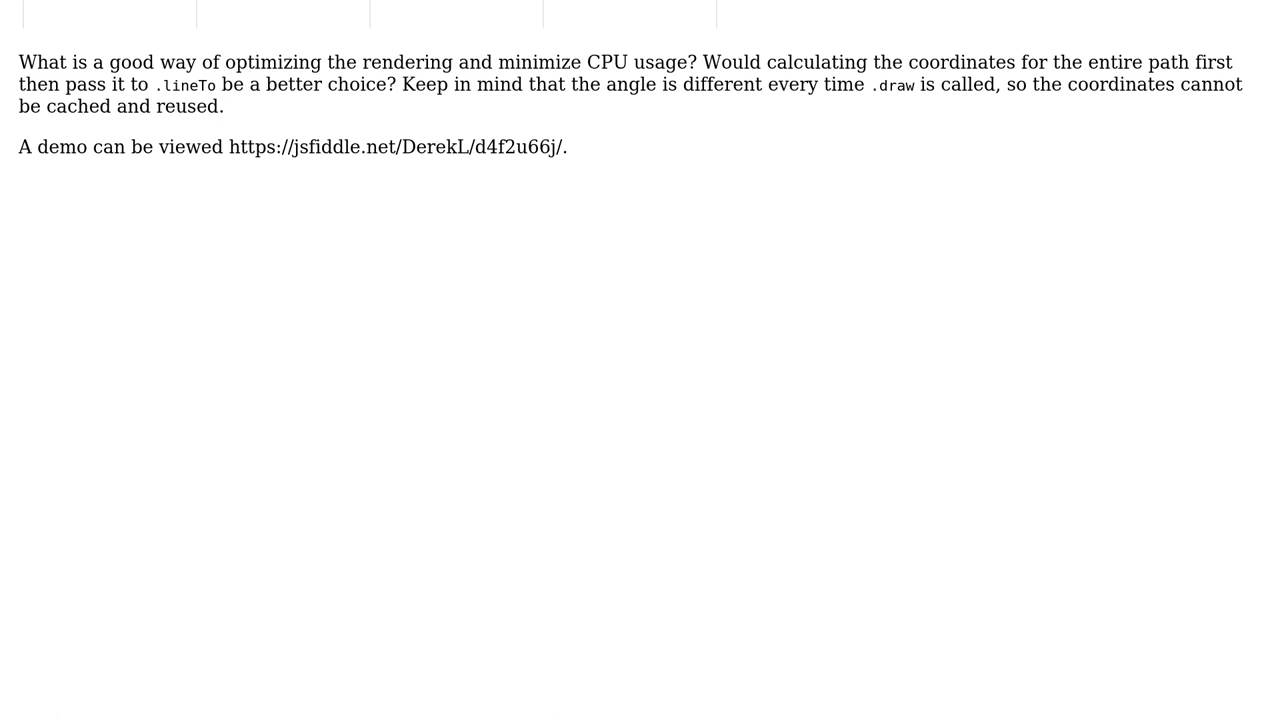 What is a good way of optimizing the rendering and minimize CPU usage? Would calculating the coordinates for the entire path first
then pass it to .lineTo be a better choice? Keep in mind that the angle is different every time .draw is called, so the coordinates cannot
be cached and reused.
A demo can be viewed https://jsfiddle.net/DerekL/d4f2u66j/.